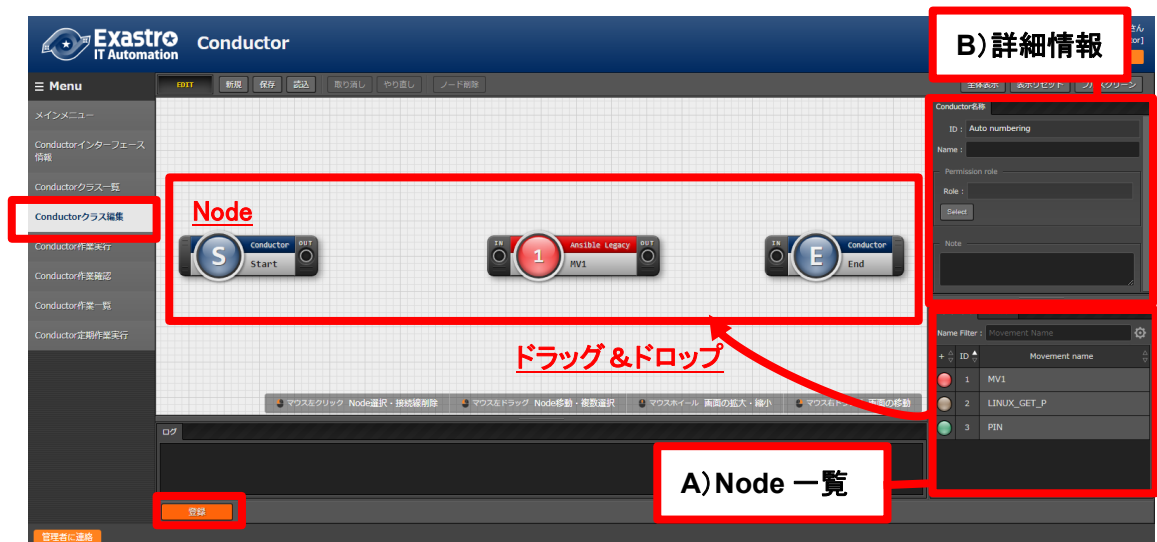 Exastro
IT Automation
Conductor
さん
B）詳細情報
Menu
EDIT
新規
保存
読込
取り消し
やり直し
ノード削除
全体表示
表示リセット
メインメニュー
Conductorインターフェース
情報
Conductorクラス一覧
Conductorクラス編集
Conductor作業実行
Conductor作業確認
Conductor作業一覧
Conductor定期作業実行
Node
S
Conductor
Start
OUT
IN
1
Ansible Legacy
MV1
OUT
IN
E
Conductor
End
ドラッグ＆ドロップ
マウス左クリック Node選択・接続線削除
マウス左ドラッグ Node移動・複数選択
マウスホイール 画面の拡大・縮小
画面の移動
Conductor名称
ID : Auto numbering
Name :
Permission role
Role :
Select
Note
Name Filter : Movement Name
+ ID Movement name
1 MV1
2 LINUX_GET_P
3 PIN
ログ
A）Node 一覧
登録
管理者に連絡